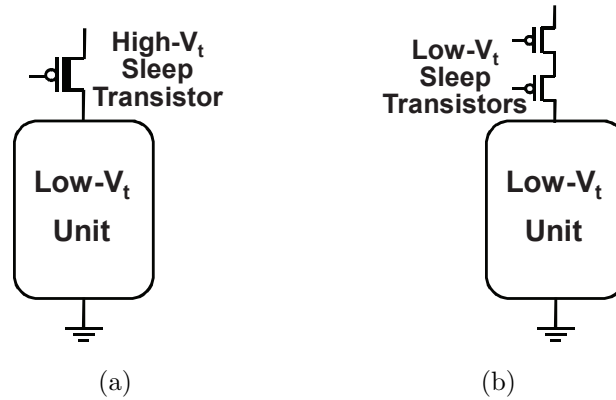 High-Vt
Sleep
Transistor
Low-Vt
Unit
(a)
Low-Vt
Sleep
Transistors
Low-Vt
Unit
(b)